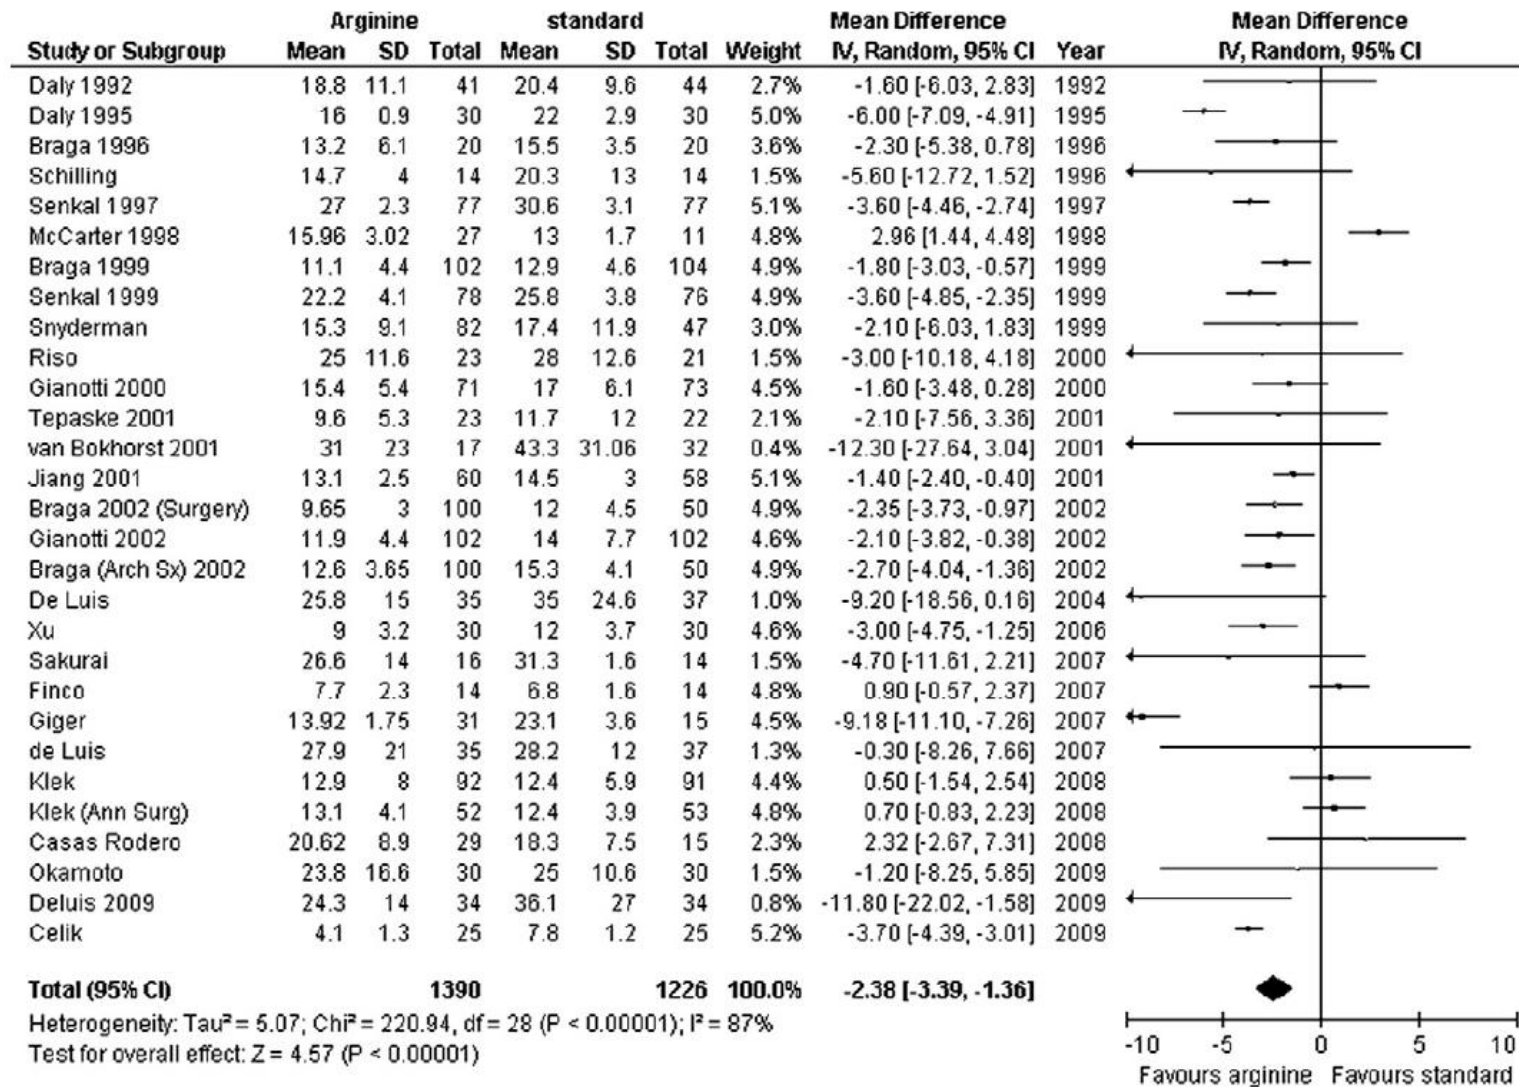 Arginine standard Mean Difference Mean Difference
Study or Subgroup Mean SD Total Mean SD Total Weight IV, Random, 95% CI Year IV, Random, 95% CI
Daly 1992 18.8 11.1 41 20.4 9.6 44 2.7% -1.60 [-6.03, 2.83] 1992
Daly 1995 16 0.9 30 22 2.9 30 5.0% -6.00 [-7.09, -4.91] 1995
Braga 1996 13.2 6.1 20 15.5 3.5 20 3.6% -2.30 [-5.38, 0.78] 1996
Schilling 14.7 4 14 20.3 13 14 1.5% -5.60 [-12.72, 1.52] 1996
Senkal 1997 27 2.3 77 30.6 3.1 77 5.1% -3.60 [-4.46, -2.74] 1997
McCarter 1998 15.96 3.02 27 13 1.7 11 4.8% 2.96 [1.44, 4.48] 1998
Braga 1999 11.1 4.4 102 12.9 4.6 104 4.9% -1.80 [-3.03, -0.57] 1999
Senkal 1999 22.2 4.1 78 25.8 3.8 76 4.9% -3.60 [-4.85, -2.35] 1999
Snyderman 15.3 9.1 82 17.4 11.9 47 3.0% -2.10 [-6.03, 1.83] 1999
Riso 25 11.6 23 28 12.6 21 1.5% -3.00 [-10.18, 4.18] 2000
Gianotti 2000 15.4 5.4 71 17 6.1 73 4.5% -1.60 [-3.48, 0.28] 2000
Tepaske 2001 9.6 5.3 23 11.7 12 22 2.1% -2.10 [-7.56, 3.36] 2001
van Bokhorst 2001 31 23 17 43.3 31.06 32 0.4% -12.30 [-27.64, 3.04] 2001
Jiang 2001 13.1 2.5 60 14.5 3 58 5.1% -1.40 [-2.40, -0.40] 2001
Braga 2002 (Surgery) 9.65 3 100 12 4.5 50 4.9% -2.35 [-3.73, -0.97] 2002
Gianotti 2002 11.9 4.4 102 14 7.7 102 4.6% -2.10 [-3.82, -0.38] 2002
Braga (Arch Sx) 2002 12.6 3.65 100 15.3 4.1 50 4.9% -2.70 [-4.04, -1.36] 2002
De Luis 25.8 15 35 35 24.6 37 1.0% -9.20 [-18.56, 0.16] 2004
Xu 9 3.2 30 12 3.7 30 4.6% -3.00 [-4.75, -1.25] 2006
Sakurai 26.6 14 16 31.3 1.6 14 1.5% -4.70 [-11.61, 2.21] 2007
Finco 7.7 2.3 14 6.8 1.6 14 4.8% 0.90 [-0.57, 2.37] 2007
Giger 13.92 1.75 31 23.1 3.6 15 4.5% -9.18 [-11.10, -7.26] 2007
de Luis 27.9 21 35 28.2 12 37 1.3% -0.30 [-8.26, 7.66] 2007
Klek 12.9 8 92 12.4 5.9 91 4.4% 0.50 [-1.54, 2.54] 2008
Klek (Ann Surg) 13.1 4.1 52 12.4 3.9 53 4.8% 0.70 [-0.83, 2.23] 2008
Casas Rodero 20.62 8.9 29 18.3 7.5 15 2.3% 2.32 [-2.67, 7.31] 2008
Okamoto 23.8 16.6 30 25 10.6 30 1.5% -1.20 [-8.25, 5.85] 2009
Deluis 2009 24.3 14 34 36.1 27 34 0.8% -11.80 [-22.02, -1.58] 2009
Celik 4.1 1.3 25 7.8 1.2 25 5.2% -3.70 [-4.39, -3.01] 2009
Total (95% CI) 1390 1226 100.0% -2.38 [-3.39, -1.36]
Heterogeneity: Tau² = 5.07; Chi² = 220.94, df = 28 (P < 0.00001); I² = 87%
Test for overall effect: Z = 4.57 (P < 0.00001)
-10 -5 0 5 10
Favours arginine Favours standard